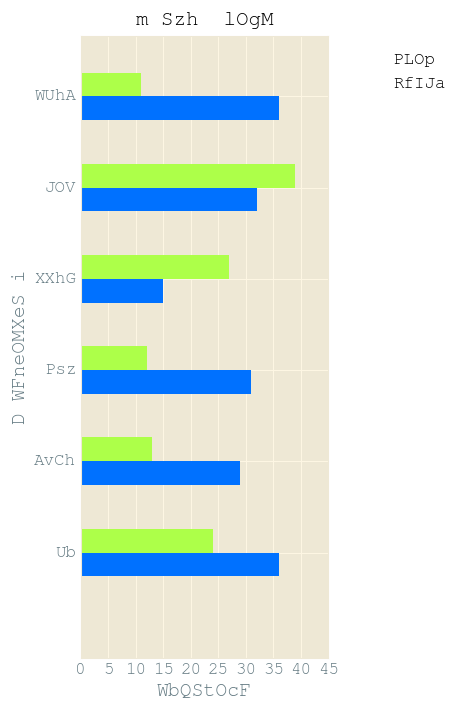 m Szh  lOgM
PLOp
RfIJa
WUhA
JOV
XXhG
Psz
AvCh
Ub
D WFneOMXeS i
0 5 10 15 20 25 30 35 40 45
WbQStOcF